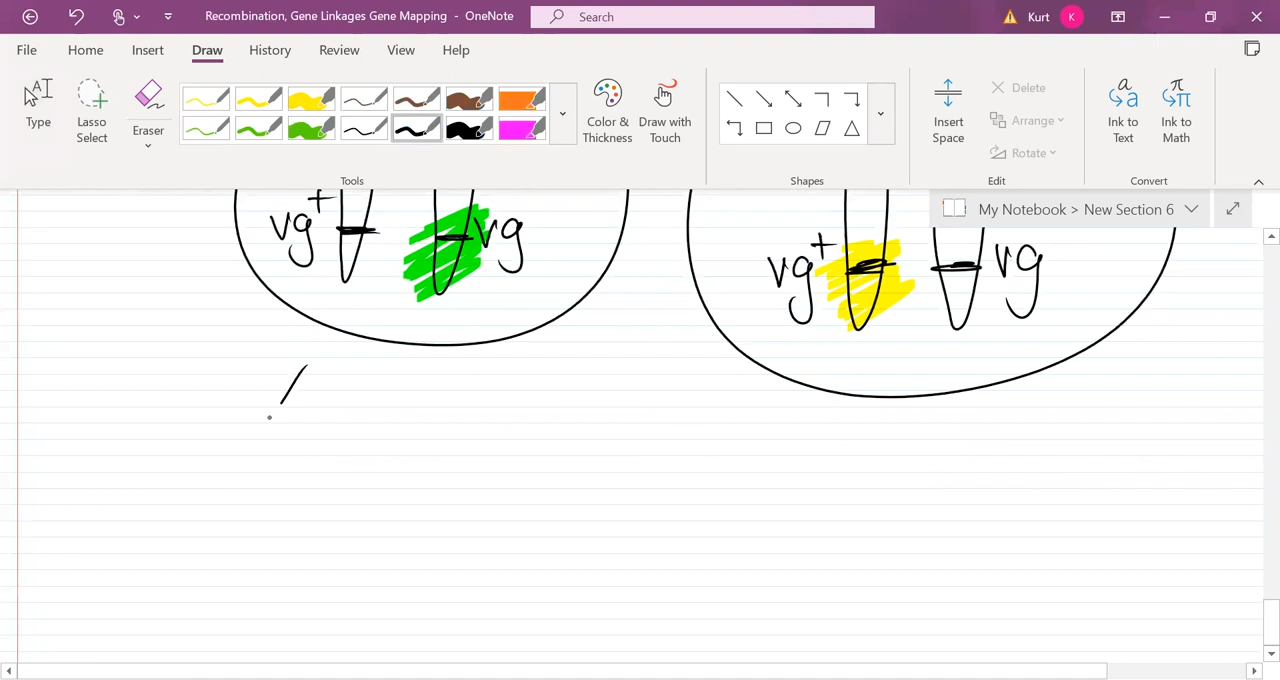 Recombination, Gene Linkages Gene Mapping - OneNote
Search
Kurt K
File Home Insert Draw History Review View Help
Type
Lasso Select
Eraser
Color & Thickness
Draw with Touch
Insert Space
Delete
Arrange
Rotate
Ink to Text
Ink to Math
Tools Shapes Edit Convert
My Notebook > New Section 6
vg+ vg
vg+ vg